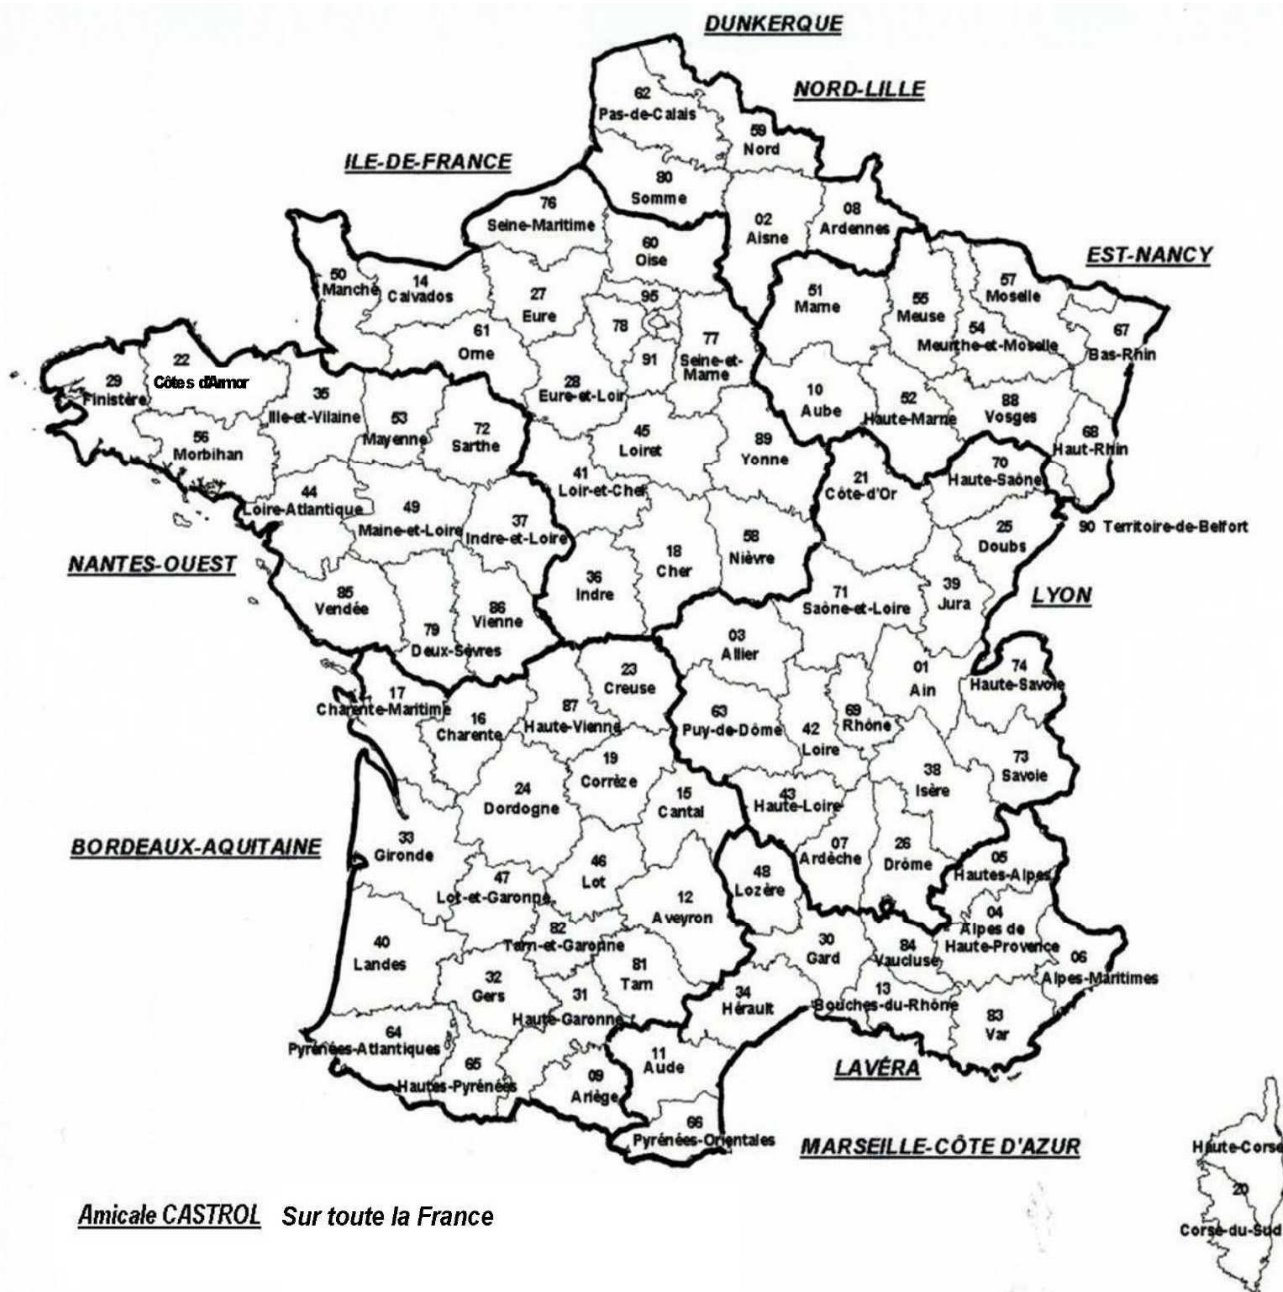 DUNKERQUE
NORD-LILLE
62
Pas-de-Calais
59
Nord
ILE-DE-FRANCE
80
Somme
76
Seine-Maritime
02
Aisne
08
Ardennes
60
Oise
EST-NANCY
50
Manche
14
Calvados
27
Eure
95
51
Marne
55
Meuse
57
Moselle
54
Meurthe-et-Moselle
67
Bas-Rhin
61
Orne
78
91
77
Seine-et-
Marne
22
Côtes d'Armor
29
Finistère
35
Ille-et-Vilaine
53
Mayenne
72
Sarthe
28
Eure-et-Loir
10
Aube
52
Haute-Marne
88
Vosges
68
Haut-Rhin
56
Morbihan
45
Loiret
89
Yonne
41
Loir-et-Cher
21
Côte-d'Or
70
Haute-Saône
44
Loire-Atlantique
49
Maine-et-Loire
37
Indre-et-Loire
90 Territoire-de-Belfort
25
Doubs
NANTES-OUEST
18
Cher
58
Nièvre
36
Indre
85
Vendée
79
Deux-Sèvres
86
Vienne
71
Saône-et-Loire
39
Jura
LYON
03
Allier
01
Ain
74
Haute-Savoie
23
Creuse
17
Charente-Maritime
16
Charente
87
Haute-Vienne
63
Puy-de-Dôme
42
Loire
69
Rhône
73
Savoie
38
Isère
19
Corrèze
24
Dordogne
15
Cantal
43
Haute-Loire
BORDEAUX-AQUITAINE
33
Gironde
07
Ardèche
26
Drôme
05
Hautes-Alpes
46
Lot
48
Lozère
47
Lot-et-Garonne
12
Aveyron
04
Alpes de
Haute-Provence
40
Landes
82
Tarn-et-Garonne
30
Gard
84
Vaucluse
06
Alpes-Maritimes
32
Gers
81
Tarn
31
Haute-Garonne
34
Hérault
13
Bouches-du-Rhône
83
Var
64
Pyrénées-Atlantiques
65
Hautes-Pyrénées
09
Ariège
11
Aude
LAVÉRA
66
Pyrénées-Orientales
MARSEILLE-CÔTE D'AZUR
Haute-Corse
20
Corse-du-Sud
Amicale CASTROL Sur toute la France